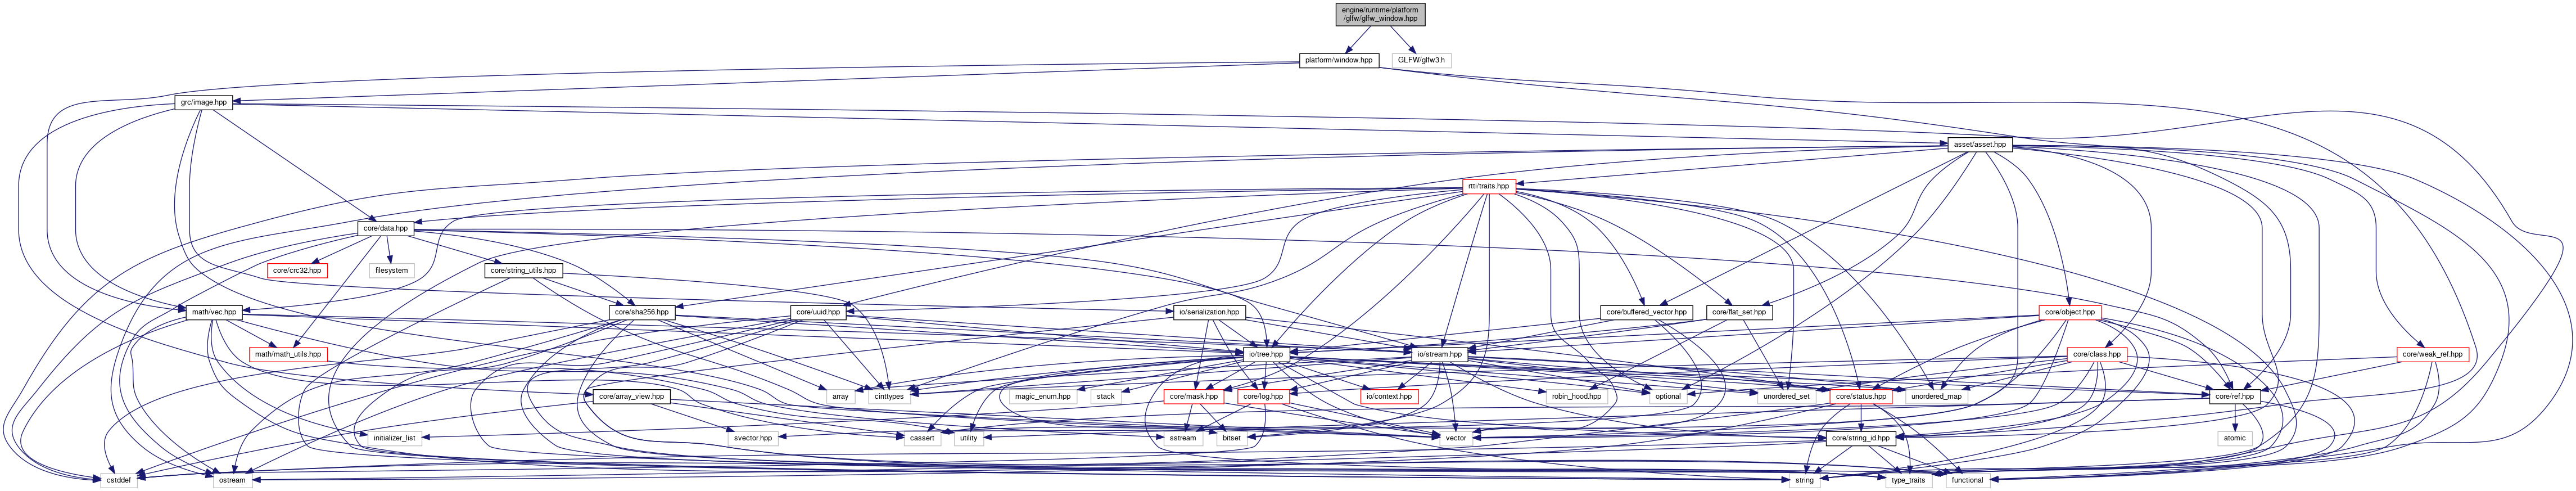 engine/runtime/platform
/glfw/glfw_window.hpp
platform/window.hpp
GLFW/glfw3.h
grc/image.hpp
asset/asset.hpp
rtti/traits.hpp
core/data.hpp
core/crc32.hpp
filesystem
core/string_utils.hpp
math/vec.hpp
core/sha256.hpp
core/uuid.hpp
io/serialization.hpp
core/buffered_vector.hpp
core/flat_set.hpp
core/object.hpp
math/math_utils.hpp
io/tree.hpp
io/stream.hpp
core/class.hpp
core/weak_ref.hpp
core/array_view.hpp
array
cinttypes
magic_enum.hpp
stack
core/mask.hpp
core/log.hpp
io/context.hpp
robin_hood.hpp
optional
unordered_set
core/status.hpp
unordered_map
core/ref.hpp
initializer_list
svector.hpp
cassert
utility
sstream
bitset
vector
core/string_id.hpp
atomic
cstddef
ostream
string
type_traits
functional